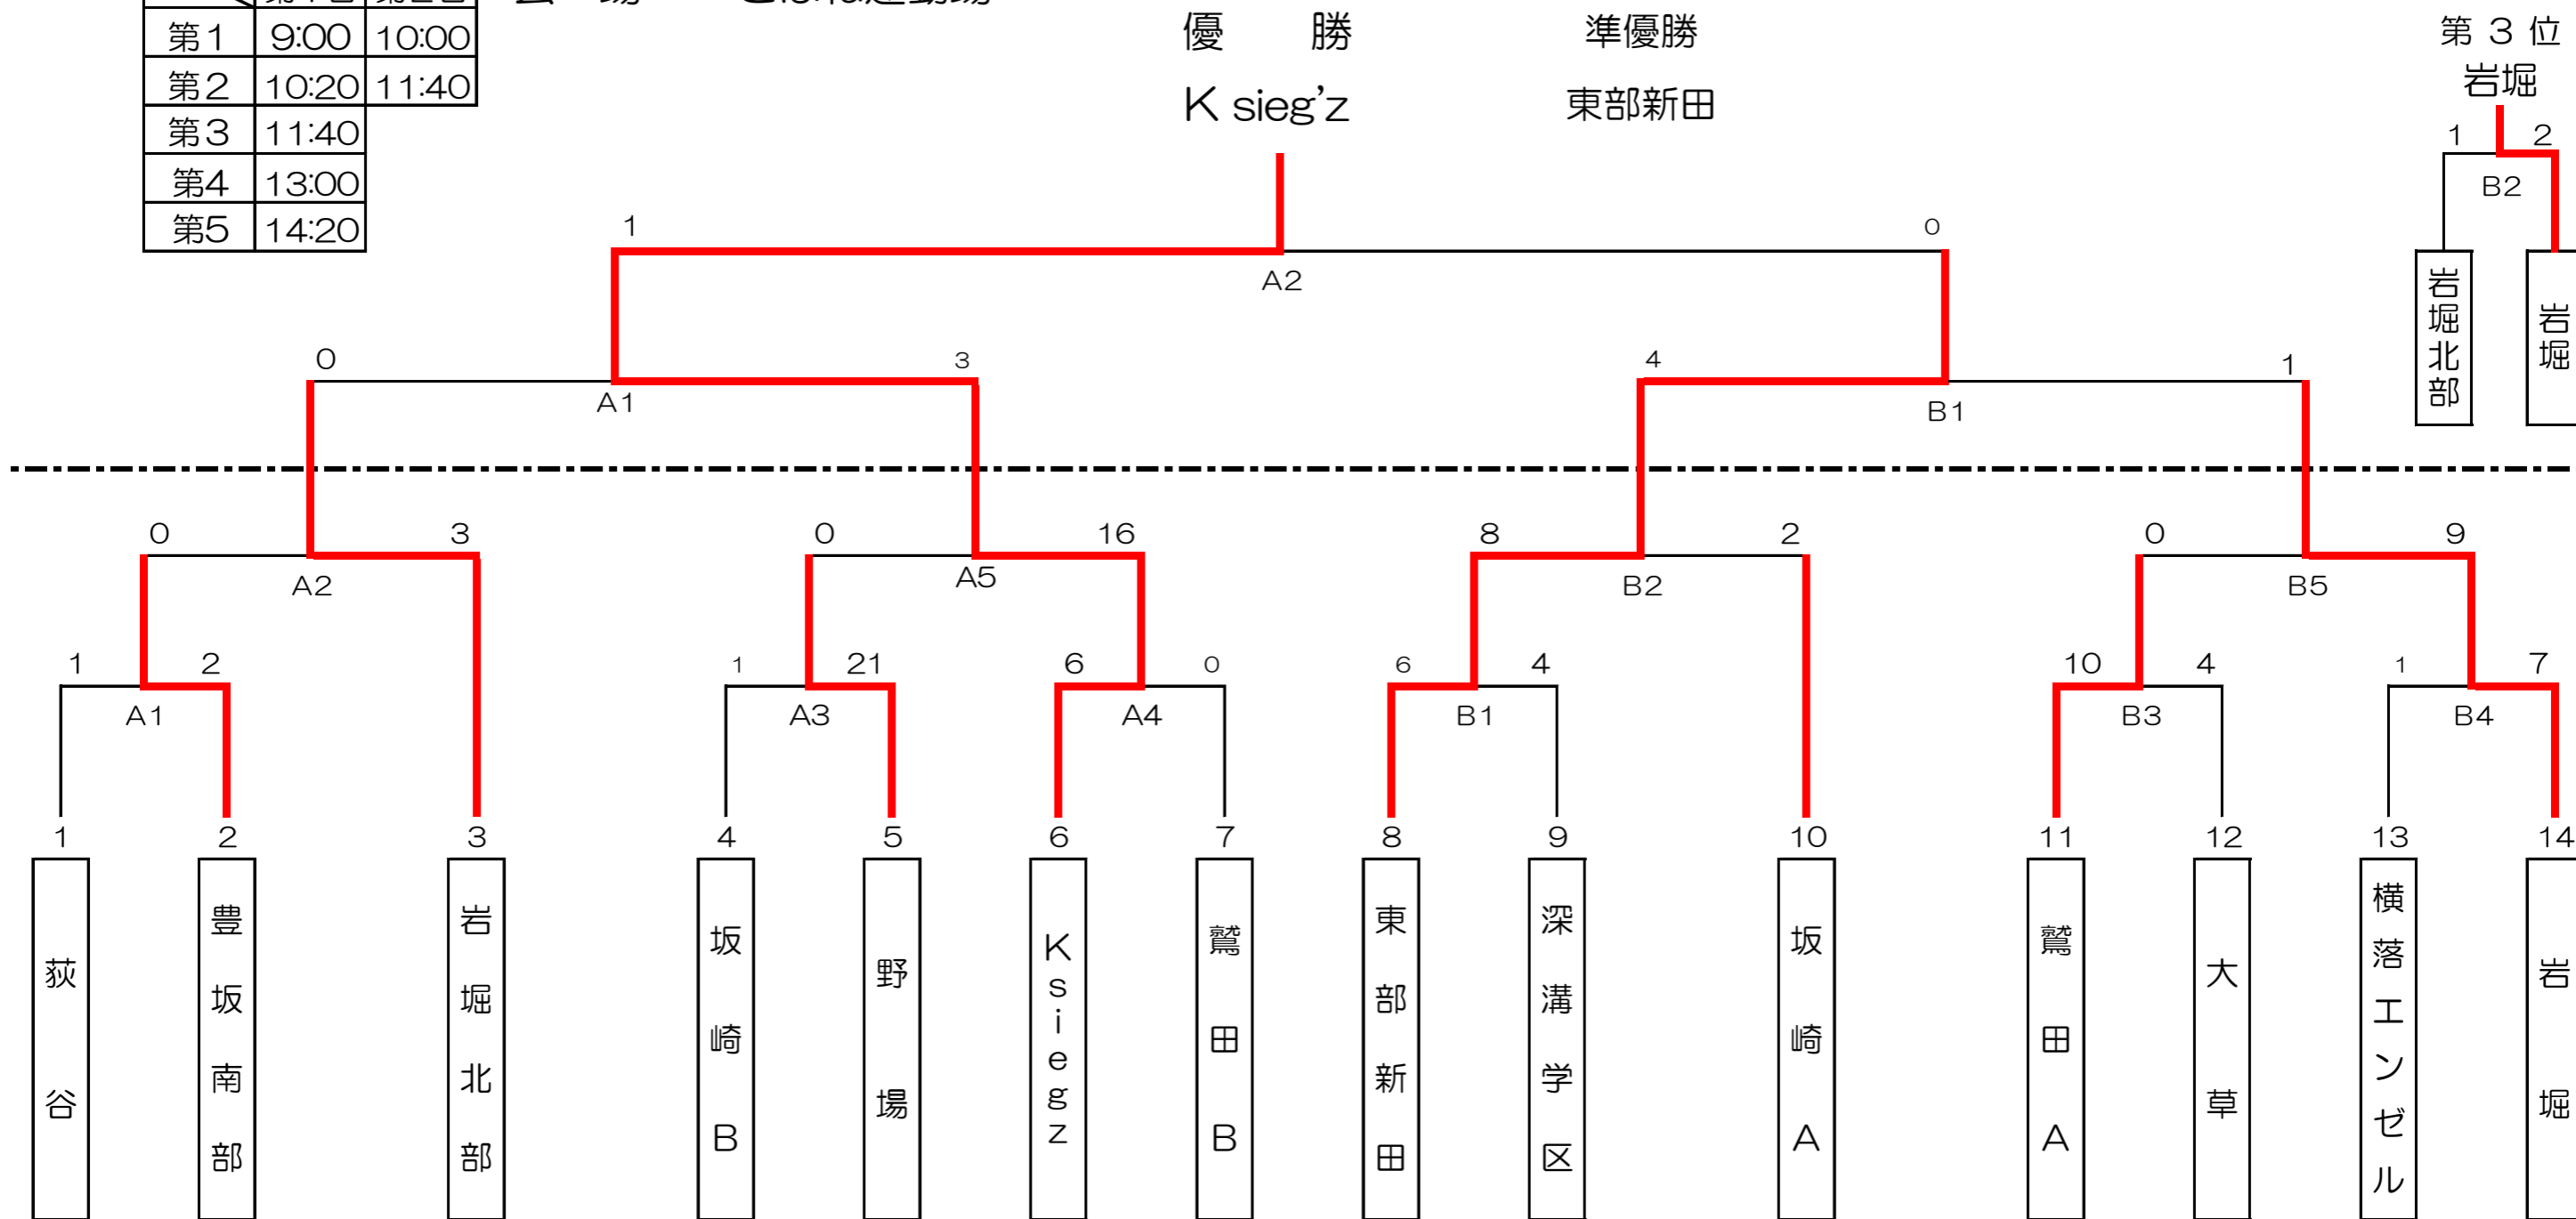 第1 9:00 10:00
第2 10:20 11:40
第3 11:40
第4 13:00
第5 14:20
優 勝 準優勝 第 3 位
K sieg'z 東部新田 岩堀
1 2
B2
岩堀北部 岩堀
1 0
A2
0 3 4 1
A1 B1
0 3 0 16 8 2 0 9
A2 A5 B2 B5
1 2 1 21 6 0 6 4 10 4 1 7
A1 A3 A4 B1 B3 B4
1 2 3 4 5 6 7 8 9 10 11 12 13 14
荻谷
豊坂南部
岩堀北部
坂崎B
野場
Ksiegz
鷲田B
東部新田
深溝学区
坂崎A
鷲田A
大草
横落エンゼル
岩堀